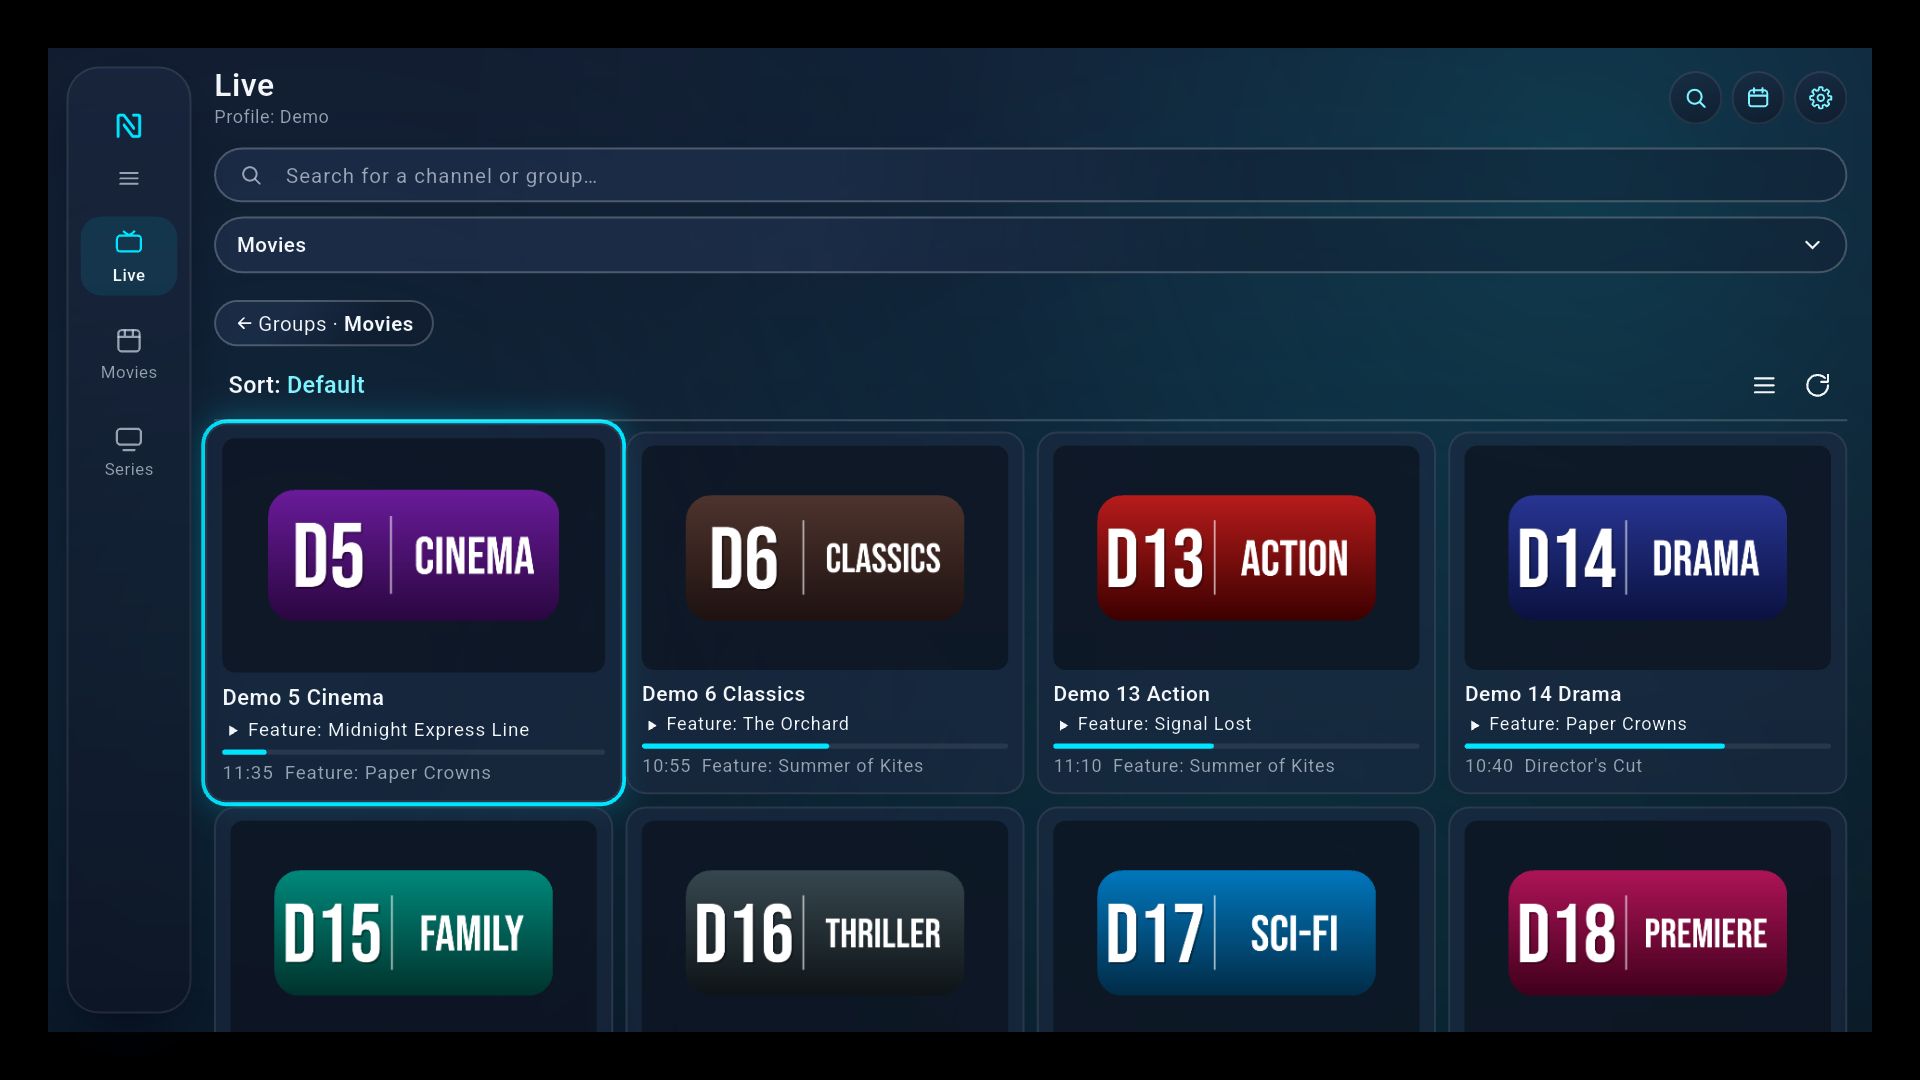 Live
Profile: Demo
Search for a channel or group…
Movies
Live
Movies
Series
← Groups · Movies
Sort: Default
D5 CINEMA
Demo 5 Cinema
Feature: Midnight Express Line
11:35 Feature: Paper Crowns
D6 CLASSICS
Demo 6 Classics
Feature: The Orchard
10:55 Feature: Summer of Kites
D13 ACTION
Demo 13 Action
Feature: Signal Lost
11:10 Feature: Summer of Kites
D14 DRAMA
Demo 14 Drama
Feature: Paper Crowns
10:40 Director's Cut
D15 FAMILY
D16 THRILLER
D17 SCI-FI
D18 PREMIERE